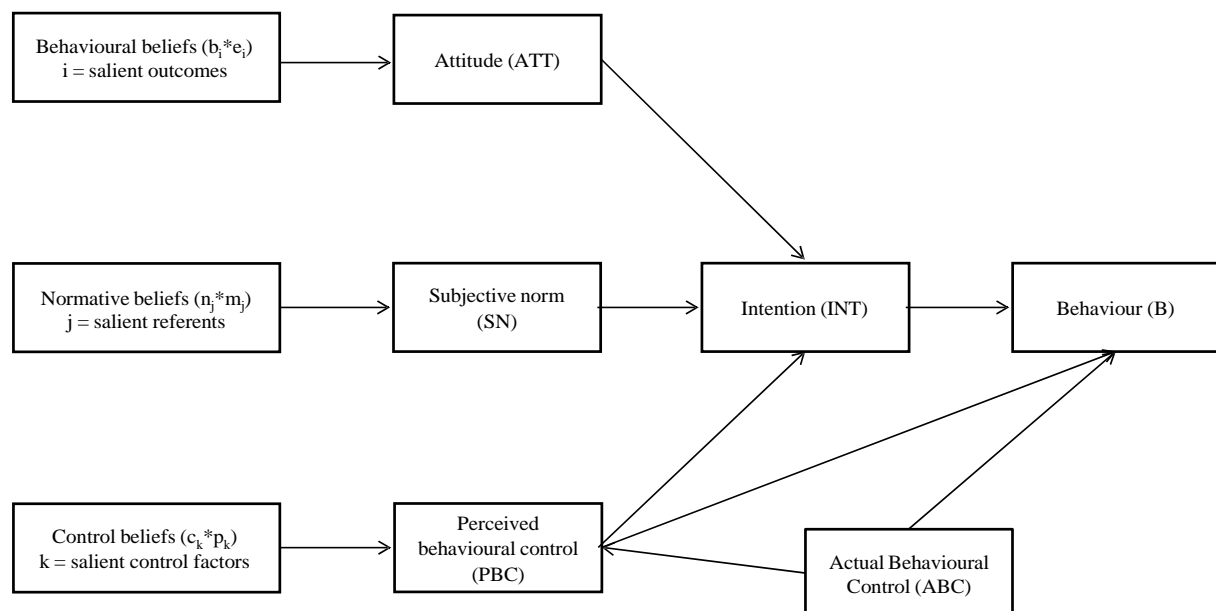 Behavioural beliefs (bi*ei)
i = salient outcomes
Attitude (ATT)
Normative beliefs (nj*mj)
j = salient referents
Subjective norm
(SN)
Intention (INT)
Behaviour (B)
Control beliefs (ck*pk)
k = salient control factors
Perceived
behavioural control
(PBC)
Actual Behavioural
Control (ABC)